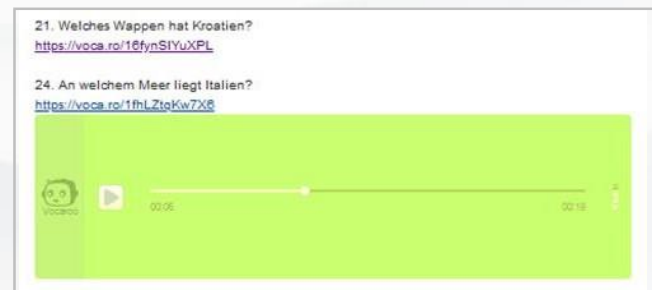 21. Welches Wappen hat Kroatien?
https://voca.ro/16fynSIYuXPL
24. An welchem Meer liegt Italien?
https://voca.ro/1fhLZtqKw7X6
Vocaroo
00:05
00:19